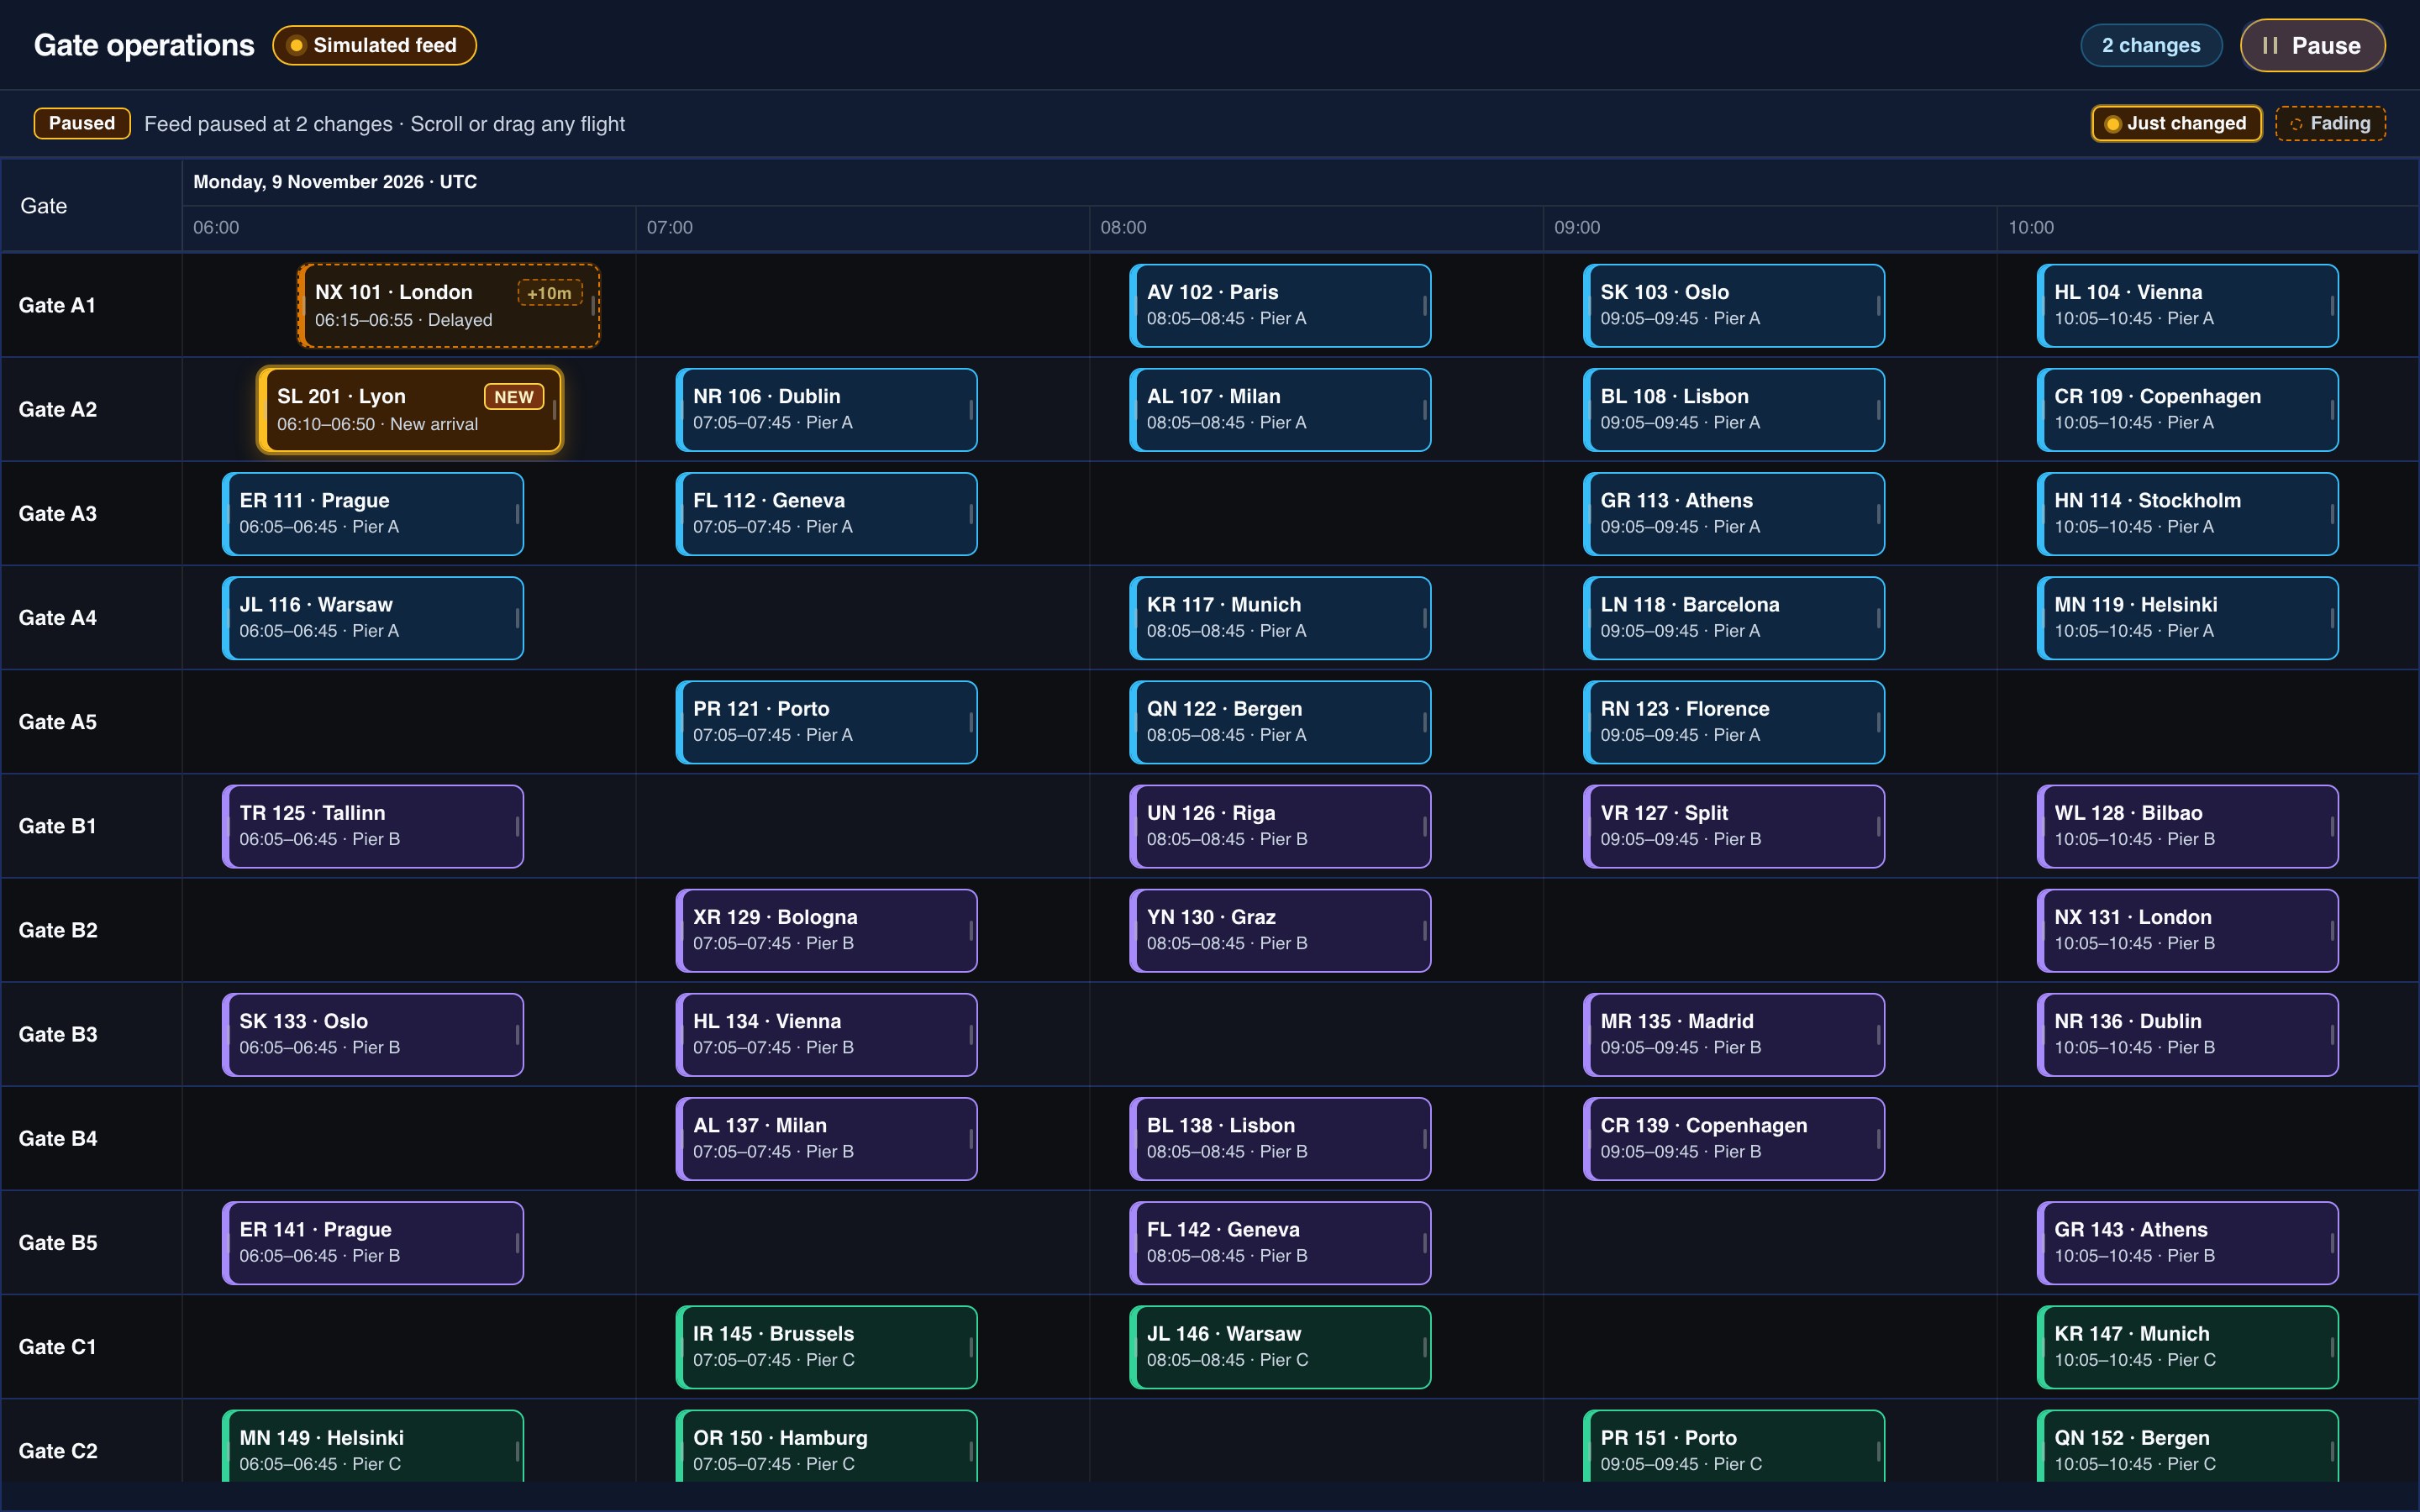 Gate operations
Simulated feed
2 changes
Pause
Paused
Feed paused at 2 changes · Scroll or drag any flight
Just changed
Fading
Gate
Monday, 9 November 2026 · UTC
06:00
07:00
08:00
09:00
10:00
Gate A1
NX 101 · London
+10m
06:15–06:55 · Delayed
AV 102 · Paris
08:05–08:45 · Pier A
SK 103 · Oslo
09:05–09:45 · Pier A
HL 104 · Vienna
10:05–10:45 · Pier A
Gate A2
SL 201 · Lyon
NEW
06:10–06:50 · New arrival
NR 106 · Dublin
07:05–07:45 · Pier A
AL 107 · Milan
08:05–08:45 · Pier A
BL 108 · Lisbon
09:05–09:45 · Pier A
CR 109 · Copenhagen
10:05–10:45 · Pier A
Gate A3
ER 111 · Prague
06:05–06:45 · Pier A
FL 112 · Geneva
07:05–07:45 · Pier A
GR 113 · Athens
09:05–09:45 · Pier A
HN 114 · Stockholm
10:05–10:45 · Pier A
Gate A4
JL 116 · Warsaw
06:05–06:45 · Pier A
KR 117 · Munich
08:05–08:45 · Pier A
LN 118 · Barcelona
09:05–09:45 · Pier A
MN 119 · Helsinki
10:05–10:45 · Pier A
Gate A5
PR 121 · Porto
07:05–07:45 · Pier A
QN 122 · Bergen
08:05–08:45 · Pier A
RN 123 · Florence
09:05–09:45 · Pier A
Gate B1
TR 125 · Tallinn
06:05–06:45 · Pier B
UN 126 · Riga
08:05–08:45 · Pier B
VR 127 · Split
09:05–09:45 · Pier B
WL 128 · Bilbao
10:05–10:45 · Pier B
Gate B2
XR 129 · Bologna
07:05–07:45 · Pier B
YN 130 · Graz
08:05–08:45 · Pier B
NX 131 · London
10:05–10:45 · Pier B
Gate B3
SK 133 · Oslo
06:05–06:45 · Pier B
HL 134 · Vienna
07:05–07:45 · Pier B
MR 135 · Madrid
09:05–09:45 · Pier B
NR 136 · Dublin
10:05–10:45 · Pier B
Gate B4
AL 137 · Milan
07:05–07:45 · Pier B
BL 138 · Lisbon
08:05–08:45 · Pier B
CR 139 · Copenhagen
09:05–09:45 · Pier B
Gate B5
ER 141 · Prague
06:05–06:45 · Pier B
FL 142 · Geneva
08:05–08:45 · Pier B
GR 143 · Athens
10:05–10:45 · Pier B
Gate C1
IR 145 · Brussels
07:05–07:45 · Pier C
JL 146 · Warsaw
08:05–08:45 · Pier C
KR 147 · Munich
10:05–10:45 · Pier C
Gate C2
MN 149 · Helsinki
06:05–06:45 · Pier C
OR 150 · Hamburg
07:05–07:45 · Pier C
PR 151 · Porto
09:05–09:45 · Pier C
QN 152 · Bergen
10:05–10:45 · Pier C